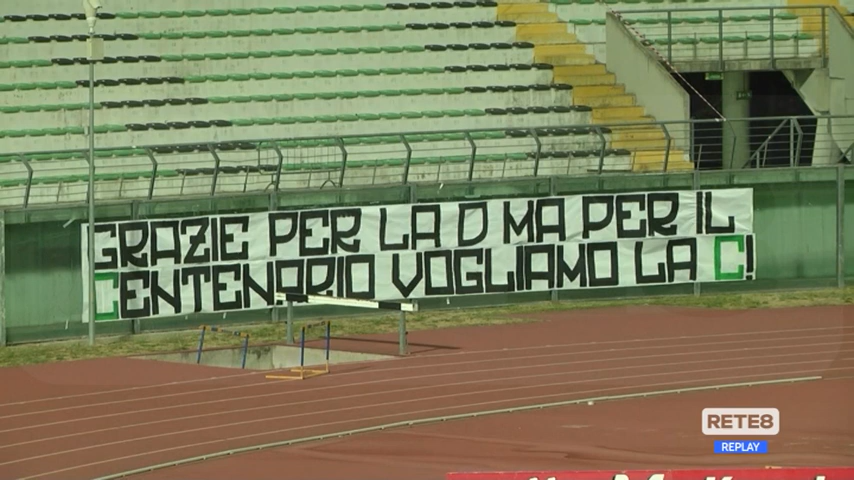 GRAZIE PER LA D MA PER IL
CENTENARIO VOGLIAMO LA C!
RETE8
REPLAY